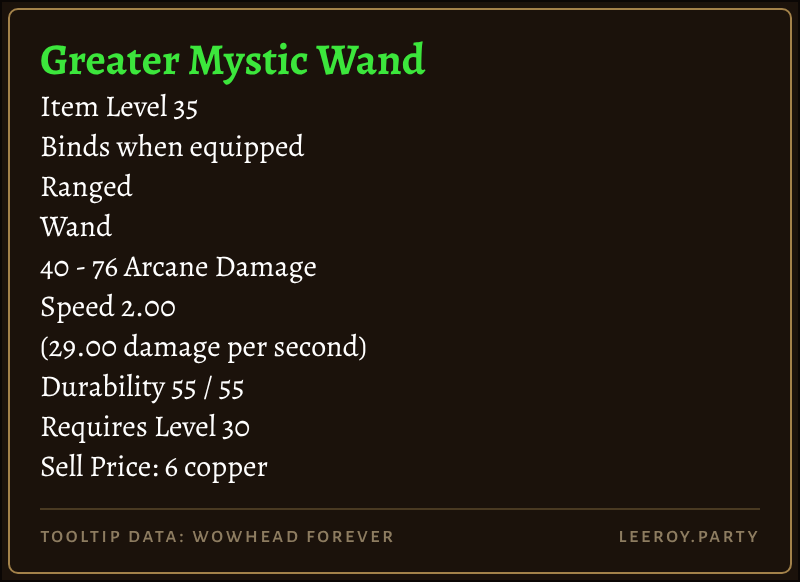 Greater Mystic Wand
Item Level 35
Binds when equipped
Ranged
Wand
40 - 76 Arcane Damage
Speed 2.00
(29.00 damage per second)
Durability 55 / 55
Requires Level 30
Sell Price: 6 copper
TOOLTIP DATA: WOWHEAD FOREVER
LEEROY.PARTY